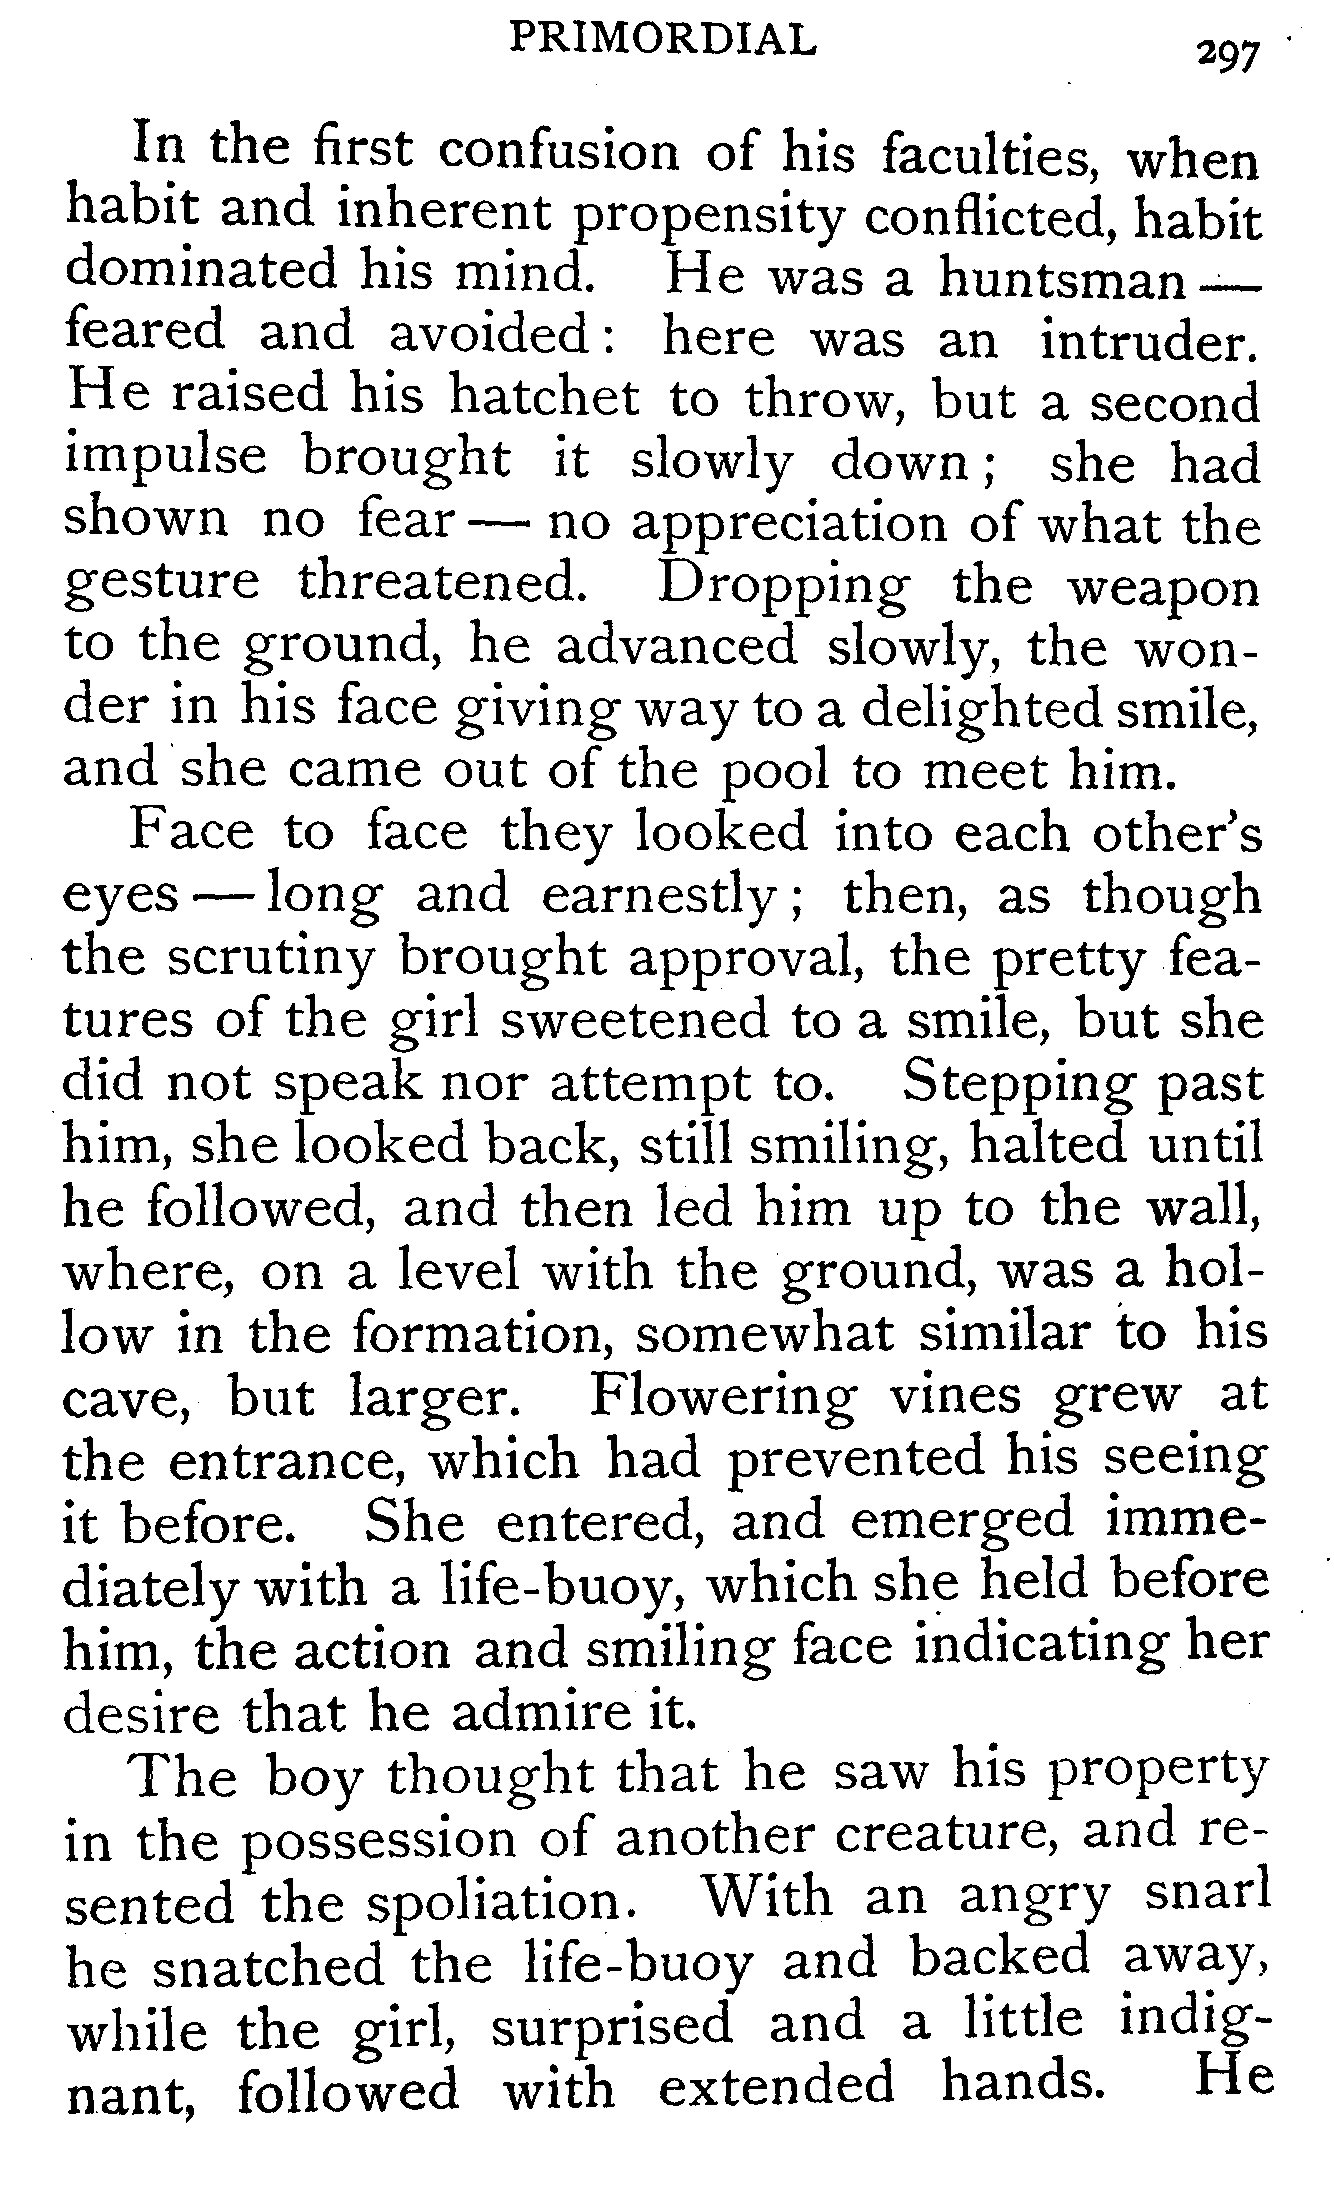 PRIMORDIAL 297
In the first confusion of his faculties, when
habit and inherent propensity conflicted, habit
dominated his mind. He was a huntsman —
feared and avoided: here was an intruder.
He raised his hatchet to throw, but a second
impulse brought it slowly down; she had
shown no fear — no appreciation of what the
gesture threatened. Dropping the weapon
to the ground, he advanced slowly, the won-
der in his face giving way to a delighted smile,
and she came out of the pool to meet him.
Face to face they looked into each other's
eyes — long and earnestly; then, as though
the scrutiny brought approval, the pretty fea-
tures of the girl sweetened to a smile, but she
did not speak nor attempt to. Stepping past
him, she looked back, still smiling, halted until
he followed, and then led him up to the wall,
where, on a level with the ground, was a hol-
low in the formation, somewhat similar to his
cave, but larger. Flowering vines grew at
the entrance, which had prevented his seeing
it before. She entered, and emerged imme-
diately with a life-buoy, which she held before
him, the action and smiling face indicating her
desire that he admire it.
The boy thought that he saw his property
in the possession of another creature, and re-
sented the spoliation. With an angry snarl
he snatched the life-buoy and backed away,
while the girl, surprised and a little indig-
nant, followed with extended hands. He